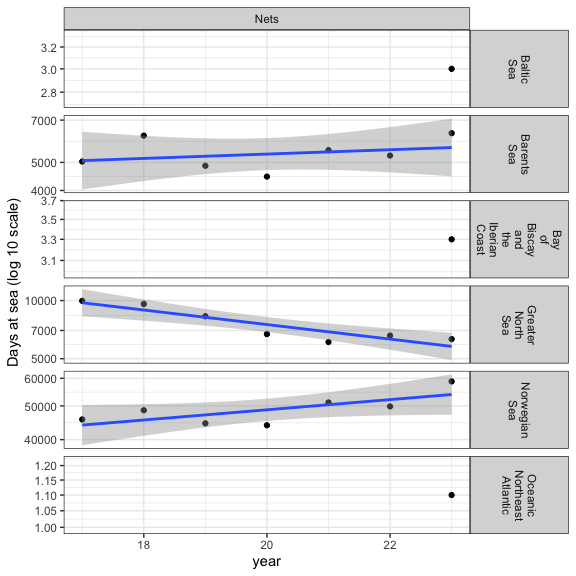 Nets
3.2
3.0
2.8
Baltic
Sea
7000
5000
4000
Barents
Sea
3.7
3.5
3.3
3.1
Bay
of
Biscay
and
the
Iberian
Coast
10000
7000
5000
Greater
North
Sea
60000
50000
40000
Norwegian
Sea
1.20
1.15
1.10
1.05
1.00
Oceanic
Northeast
Atlantic
18 20 22
year
Days at sea (log 10 scale)